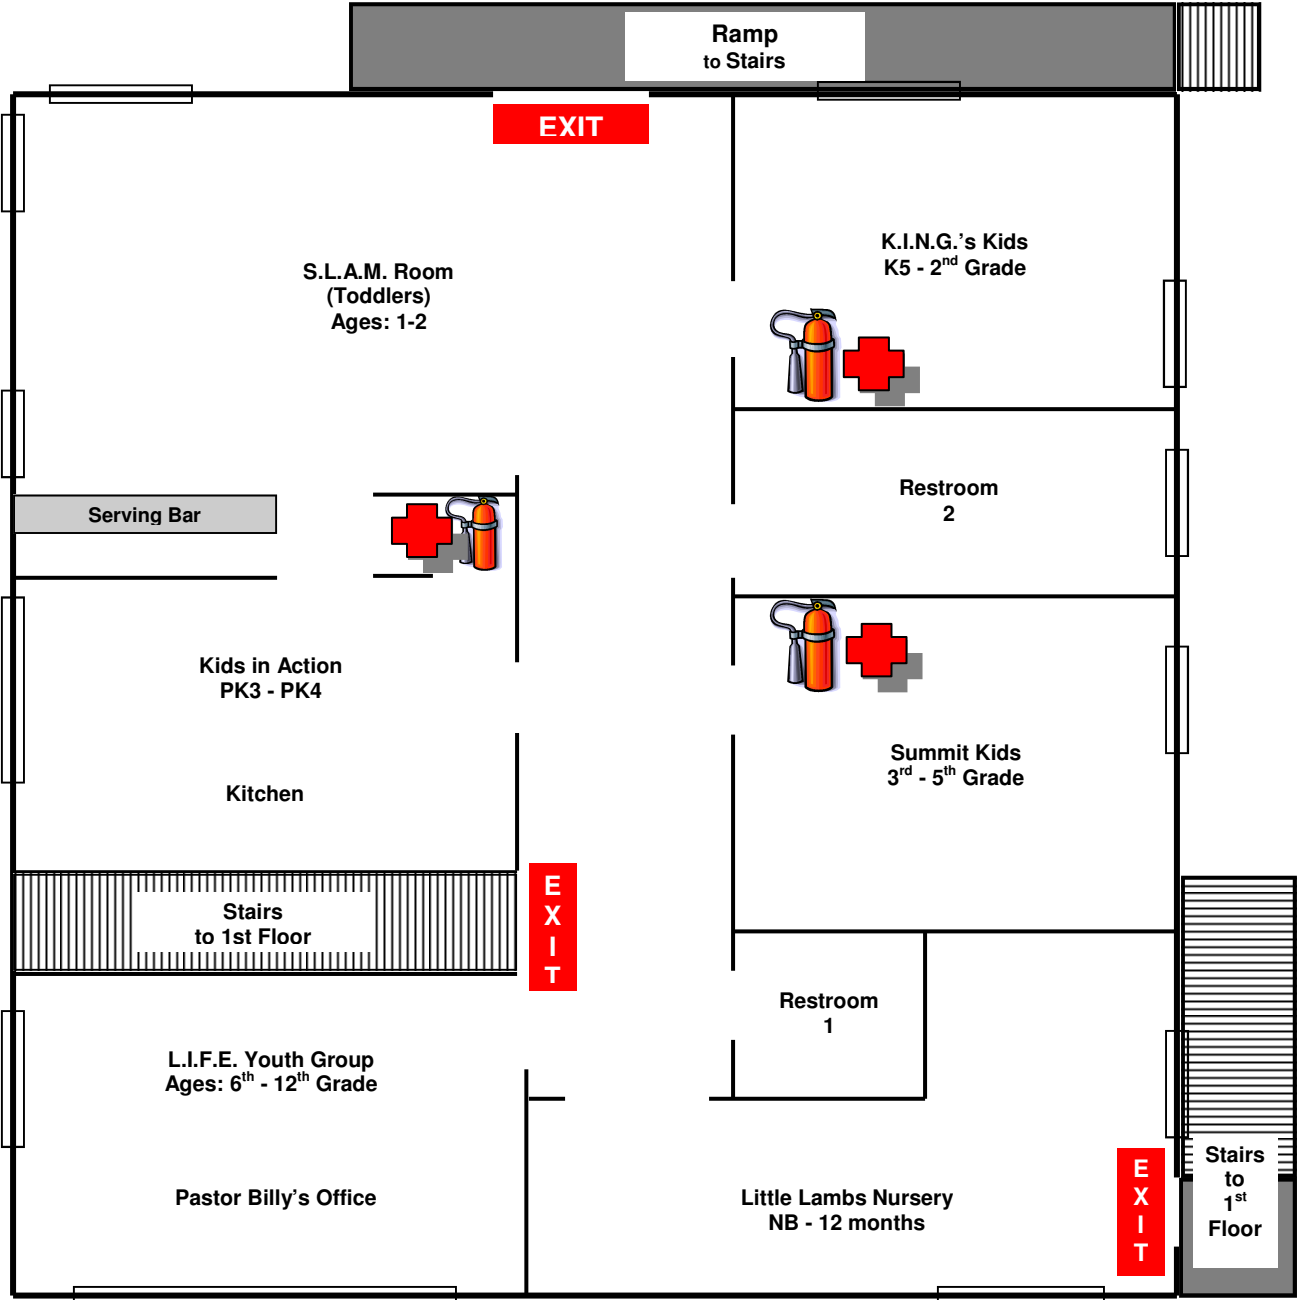 Ramp
to Stairs
EXIT
K.I.N.G.’s Kids
K5 - 2nd Grade
S.L.A.M. Room
(Toddlers)
Ages: 1-2
Restroom
2
Serving Bar
Kids in Action
PK3 - PK4
Kitchen
Summit Kids
3rd - 5th Grade
Stairs
to 1st Floor
E
X
I
T
Restroom
1
L.I.F.E. Youth Group
Ages: 6th - 12th Grade
Pastor Billy’s Office
Little Lambs Nursery
NB - 12 months
E
X
I
T
Stairs
to
1st
Floor